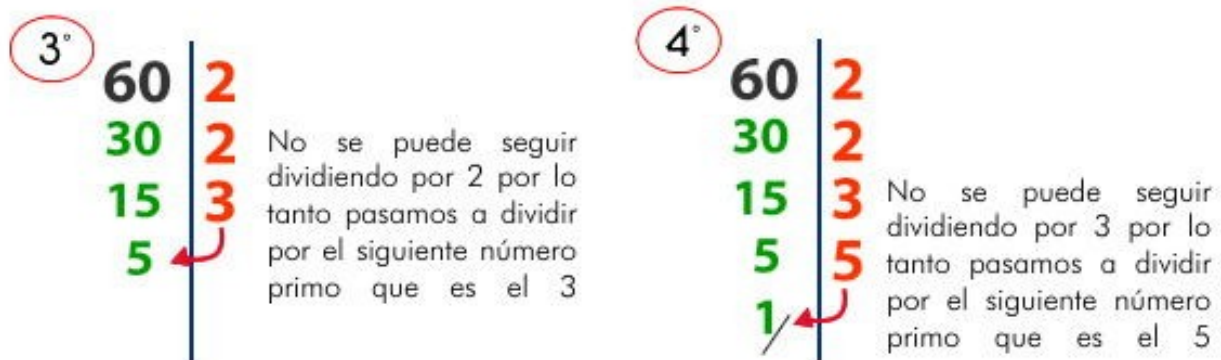 3°
60 2
30 2
15 3
5
No se puede seguir
dividiendo por 2 por lo
tanto pasamos a dividir
por el siguiente número
primo que es el 3
4°
60 2
30 2
15 3
5 5
1
No se puede seguir
dividiendo por 3 por lo
tanto pasamos a dividir
por el siguiente número
primo que es el 5